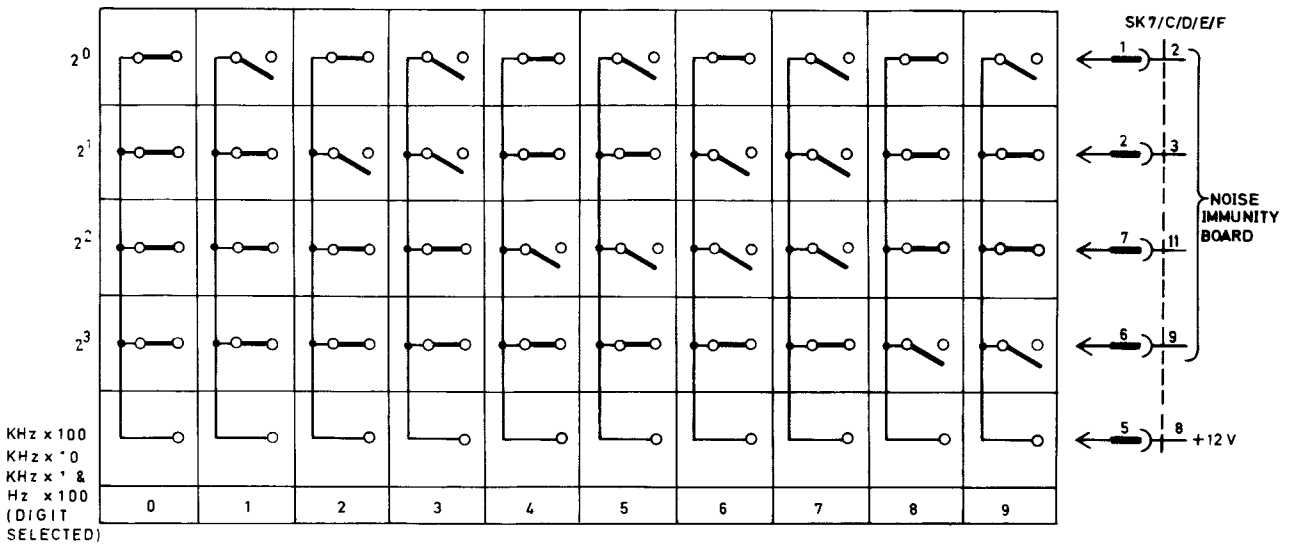 SK7/C/D/E/F
2⁰ 1 2
2¹ 2 3
2² 7 11
NOISE
IMMUNITY
BOARD
2³ 6 9
5 8 +12 V
KHz x 100
KHz x 10
KHz x 1 &
Hz x 100
(DIGIT
SELECTED)
0 1 2 3 4 5 6 7 8 9